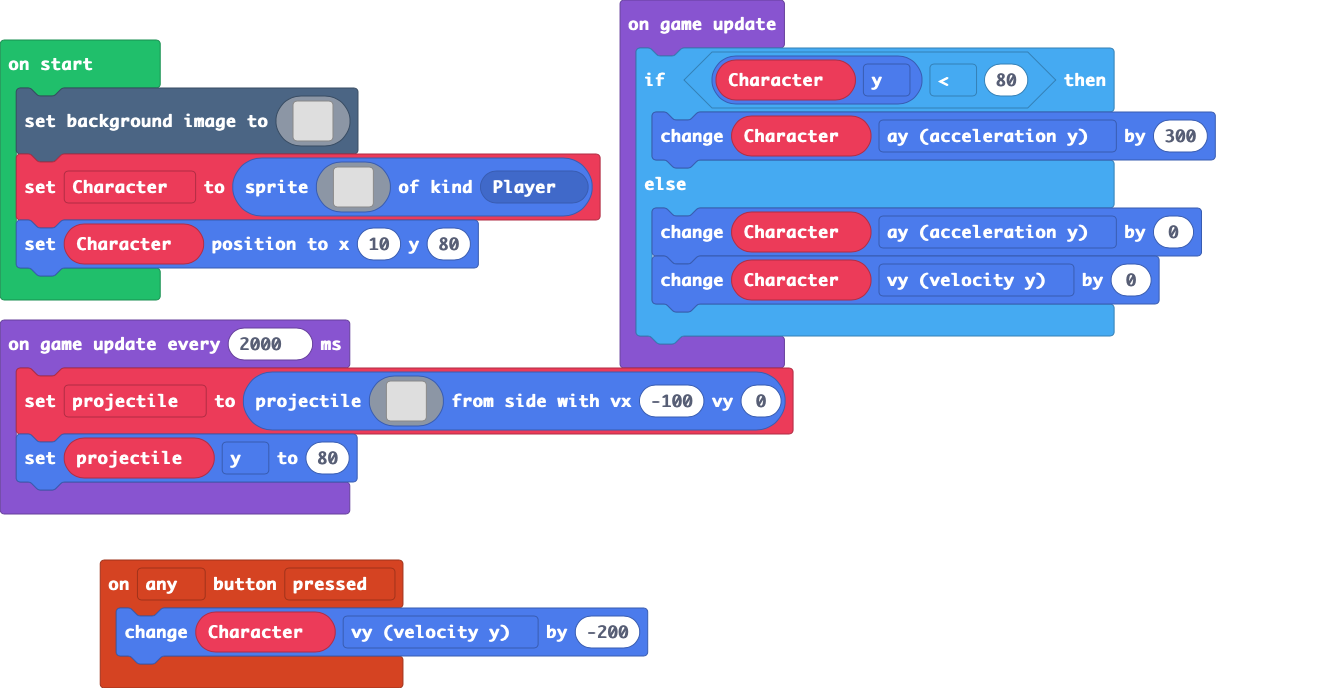 on start
set background image to
set Character to sprite of kind Player
set Character position to x 10 y 80
on game update every 2000 ms
set projectile to projectile from side with vx -100 vy 0
set projectile y to 80
on any button pressed
change Character vy (velocity y) by -200
on game update
if Character y < 80 then
change Character ay (acceleration y) by 300
else
change Character ay (acceleration y) by 0
change Character vy (velocity y) by 0